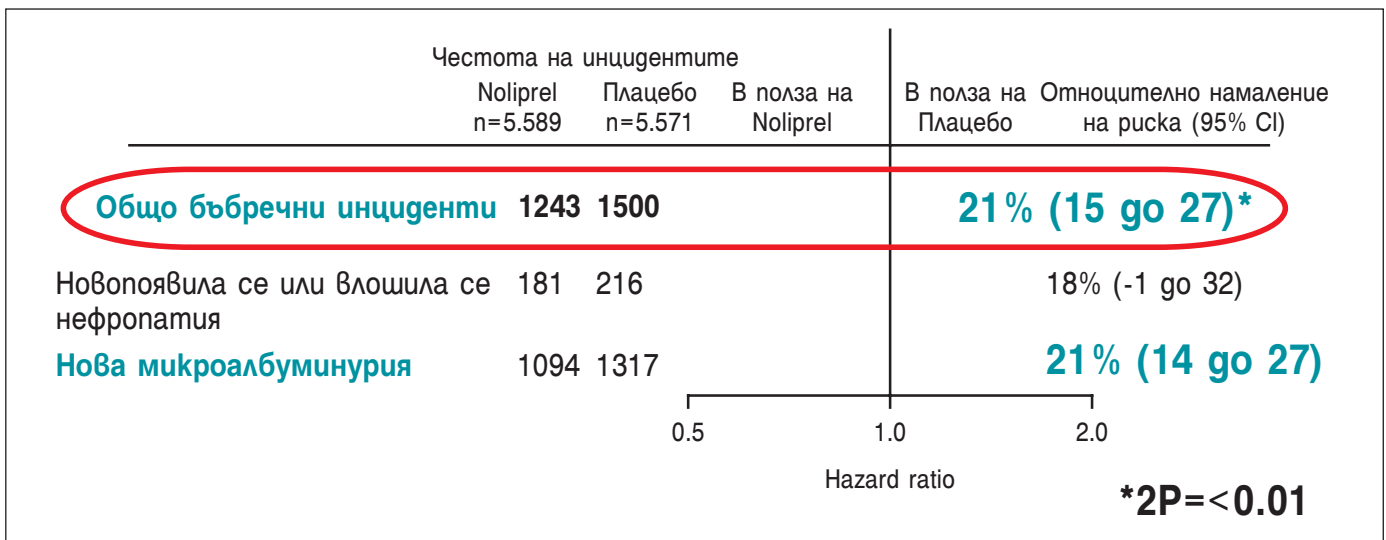 Честота на инцидентите
Noliprel Плацебо В полза на В полза на Относително намаление
n=5.589 n=5.571 Noliprel Плацебо на риска (95% CI)
Общо бъбречни инциденти 1243 1500 21% (15 до 27)*
Новопоявила се или влошила се 181 216 18% (-1 до 32)
нефропатия
Нова микроалбуминурия 1094 1317 21% (14 до 27)
0.5 1.0 2.0
Hazard ratio
*2P=<0.01